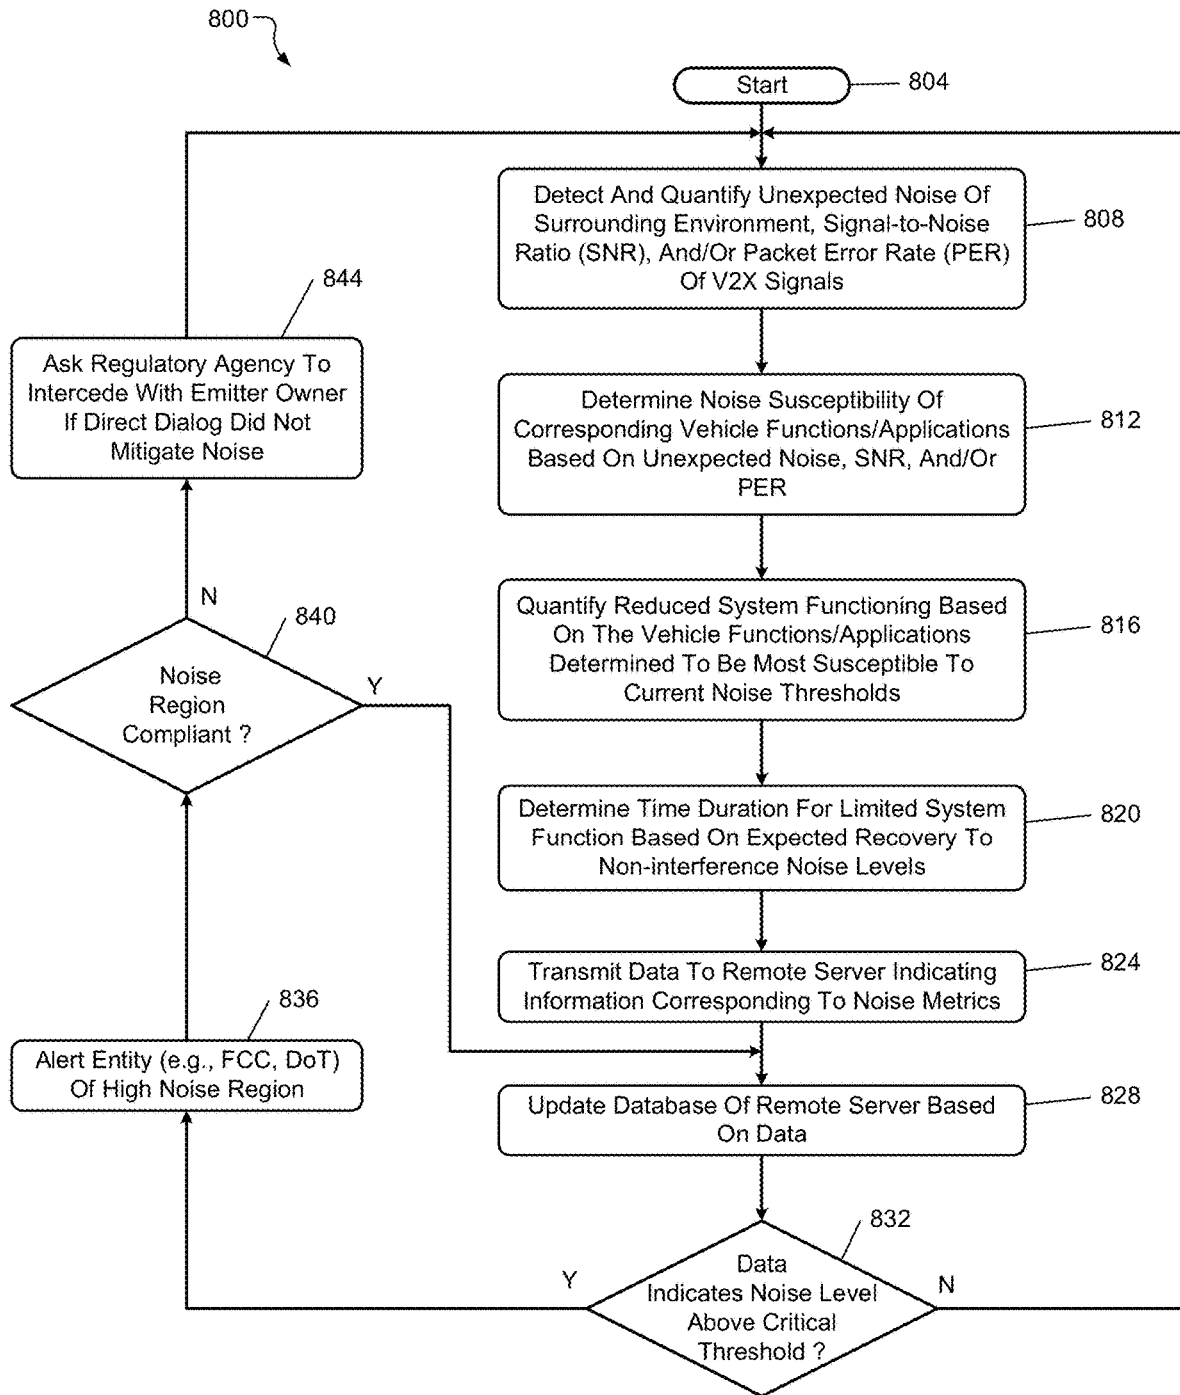 800
Start
804
Detect And Quantify Unexpected Noise Of
Surrounding Environment, Signal-to-Noise
Ratio (SNR), And/Or Packet Error Rate (PER)
Of V2X Signals
808
844
Ask Regulatory Agency To
Intercede With Emitter Owner
If Direct Dialog Did Not
Mitigate Noise
Determine Noise Susceptibility Of
Corresponding Vehicle Functions/Applications
Based On Unexpected Noise, SNR, And/Or
PER
812
Quantify Reduced System Functioning Based
On The Vehicle Functions/Applications
Determined To Be Most Susceptible To
Current Noise Thresholds
816
N
840
Noise
Region
Compliant ?
Y
Determine Time Duration For Limited System
Function Based On Expected Recovery To
Non-interference Noise Levels
820
Transmit Data To Remote Server Indicating
Information Corresponding To Noise Metrics
824
836
Alert Entity (e.g., FCC, DoT)
Of High Noise Region
Update Database Of Remote Server Based
On Data
828
832
Y
Data
Indicates Noise Level
Above Critical
Threshold ?
N